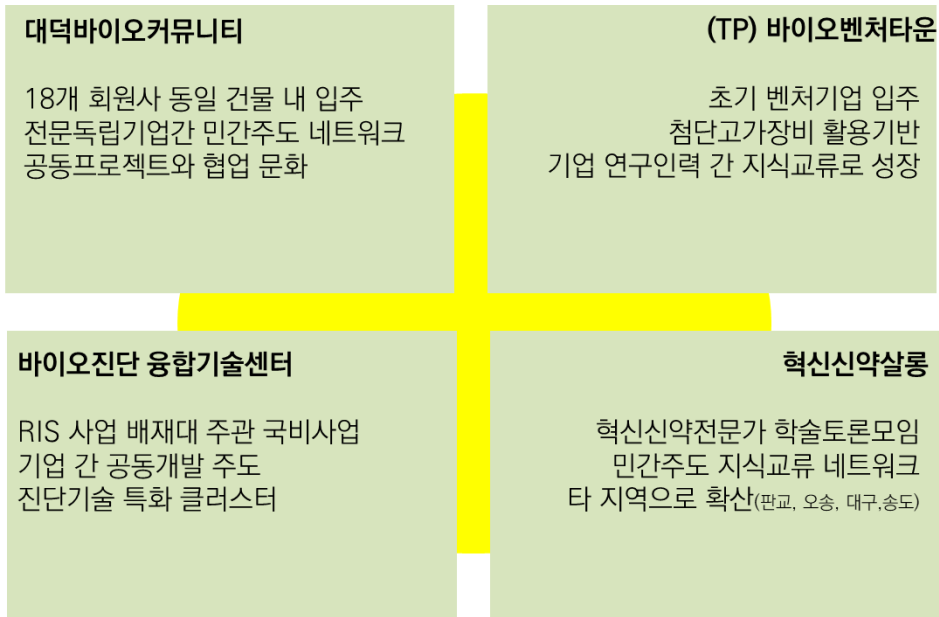 대덕바이오커뮤니티
18개 회원사 동일 건물 내 입주
전문독립기업간 민간주도 네트워크
공동프로젝트와 협업 문화
(TP) 바이오벤처타운
초기 벤처기업 입주
첨단고가장비 활용기반
기업 연구인력 간 지식교류로 성장
바이오진단 융합기술센터
RIS 사업 배재대 주관 국비사업
기업 간 공동개발 주도
진단기술 특화 클러스터
혁신신약살롱
혁신신약전문가 학술토론모임
민간주도 지식교류 네트워크
타 지역으로 확산(판교, 오송, 대구,송도)